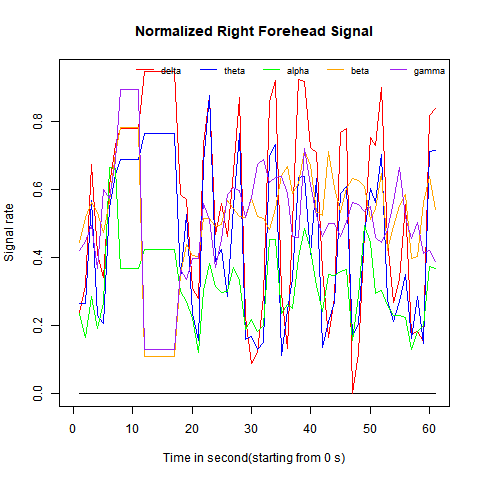 Normalized Right Forehead Signal
delta theta alpha beta gamma
Signal rate
0.0 0.2 0.4 0.6 0.8
0 10 20 30 40 50 60
Time in second(starting from 0 s)